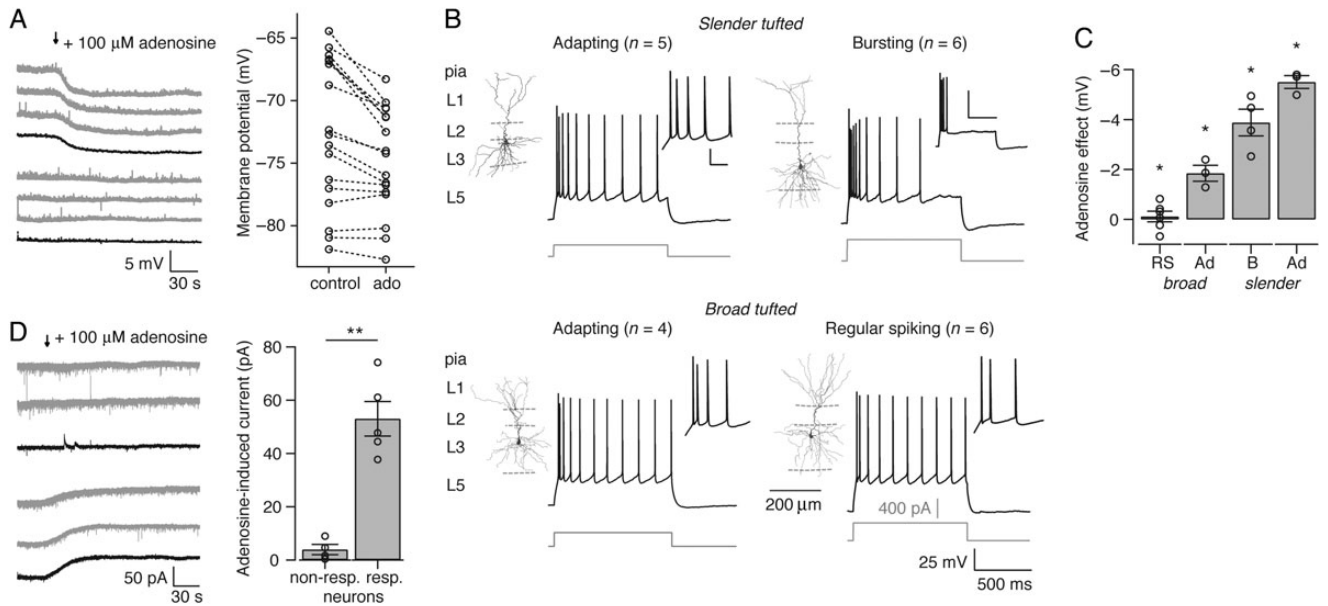 A
+ 100 µM adenosine
5 mV
30 s
Membrane potential (mV)
−65
−70
−75
−80
control ado
B
Slender tufted
Adapting (n = 5)
Bursting (n = 6)
pia
L1
L2
L3
L5
Broad tufted
Adapting (n = 4)
Regular spiking (n = 6)
pia
L1
L2
L3
L5
200 µm
400 pA
25 mV
500 ms
C
Adenosine effect (mV)
−6
−4
−2
0
* * * *
RS Ad B Ad
broad slender
D
+ 100 µM adenosine
50 pA
30 s
Adenosine-induced current (pA)
80
60
40
20
0
**
non-resp. resp.
neurons